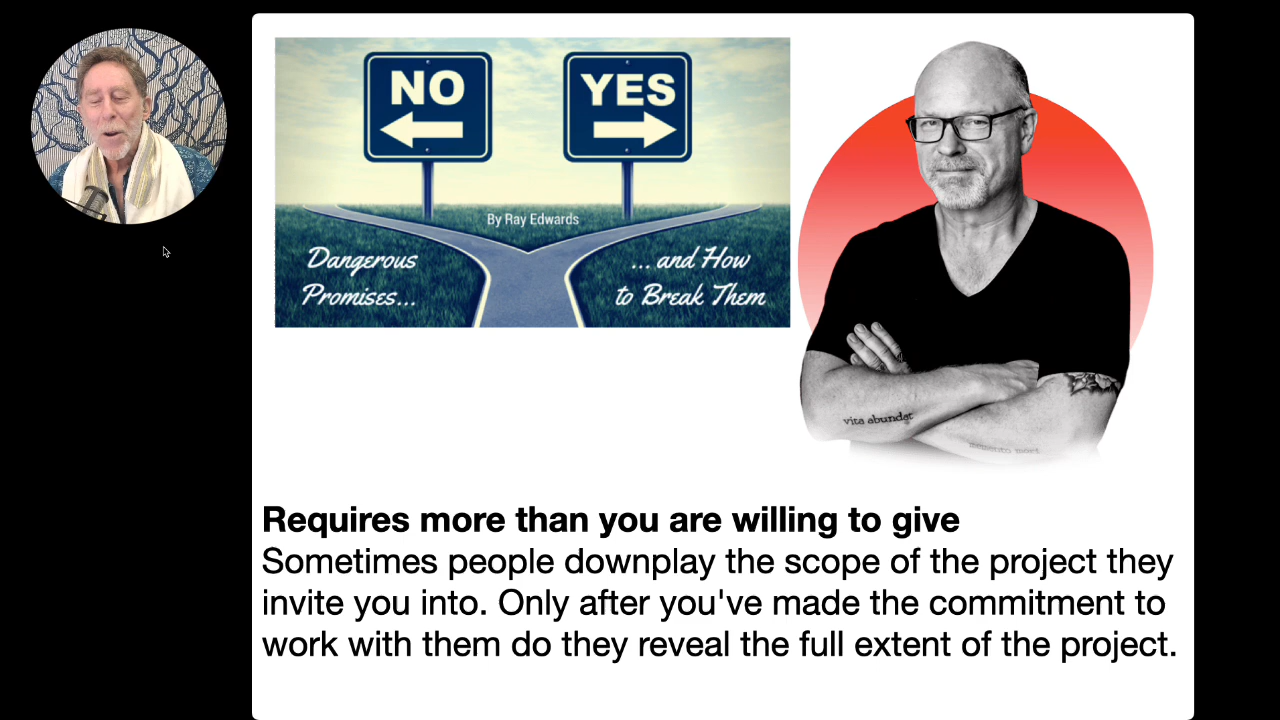 NO
YES
By Ray Edwards
Dangerous
Promises...
... and How
to Break Them
vita abundat
Requires more than you are willing to give
Sometimes people downplay the scope of the project they
invite you into. Only after you've made the commitment to
work with them do they reveal the full extent of the project.